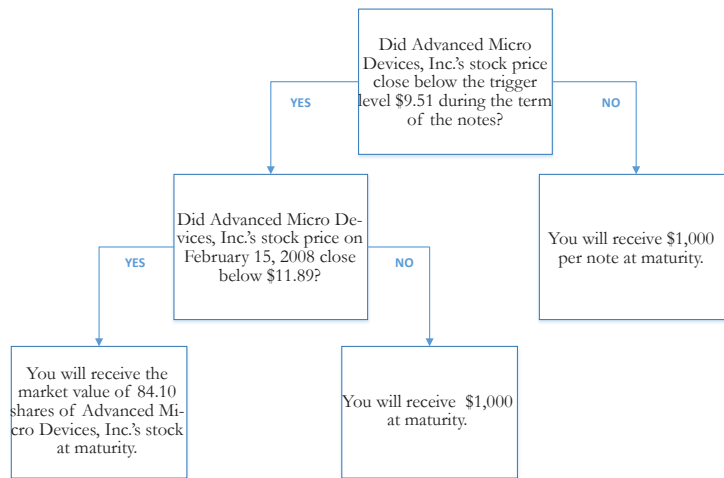 Did Advanced Micro
Devices, Inc.'s stock price
close below the trigger
level $9.51 during the term
of the notes?
YES
NO
Did Advanced Micro De-
vices, Inc.'s stock price on
February 15, 2008 close
below $11.89?
You will receive $1,000
per note at maturity.
YES
NO
You will receive the
market value of 84.10
shares of Advanced Mi-
cro Devices, Inc.'s stock
at maturity.
You will receive $1,000
at maturity.